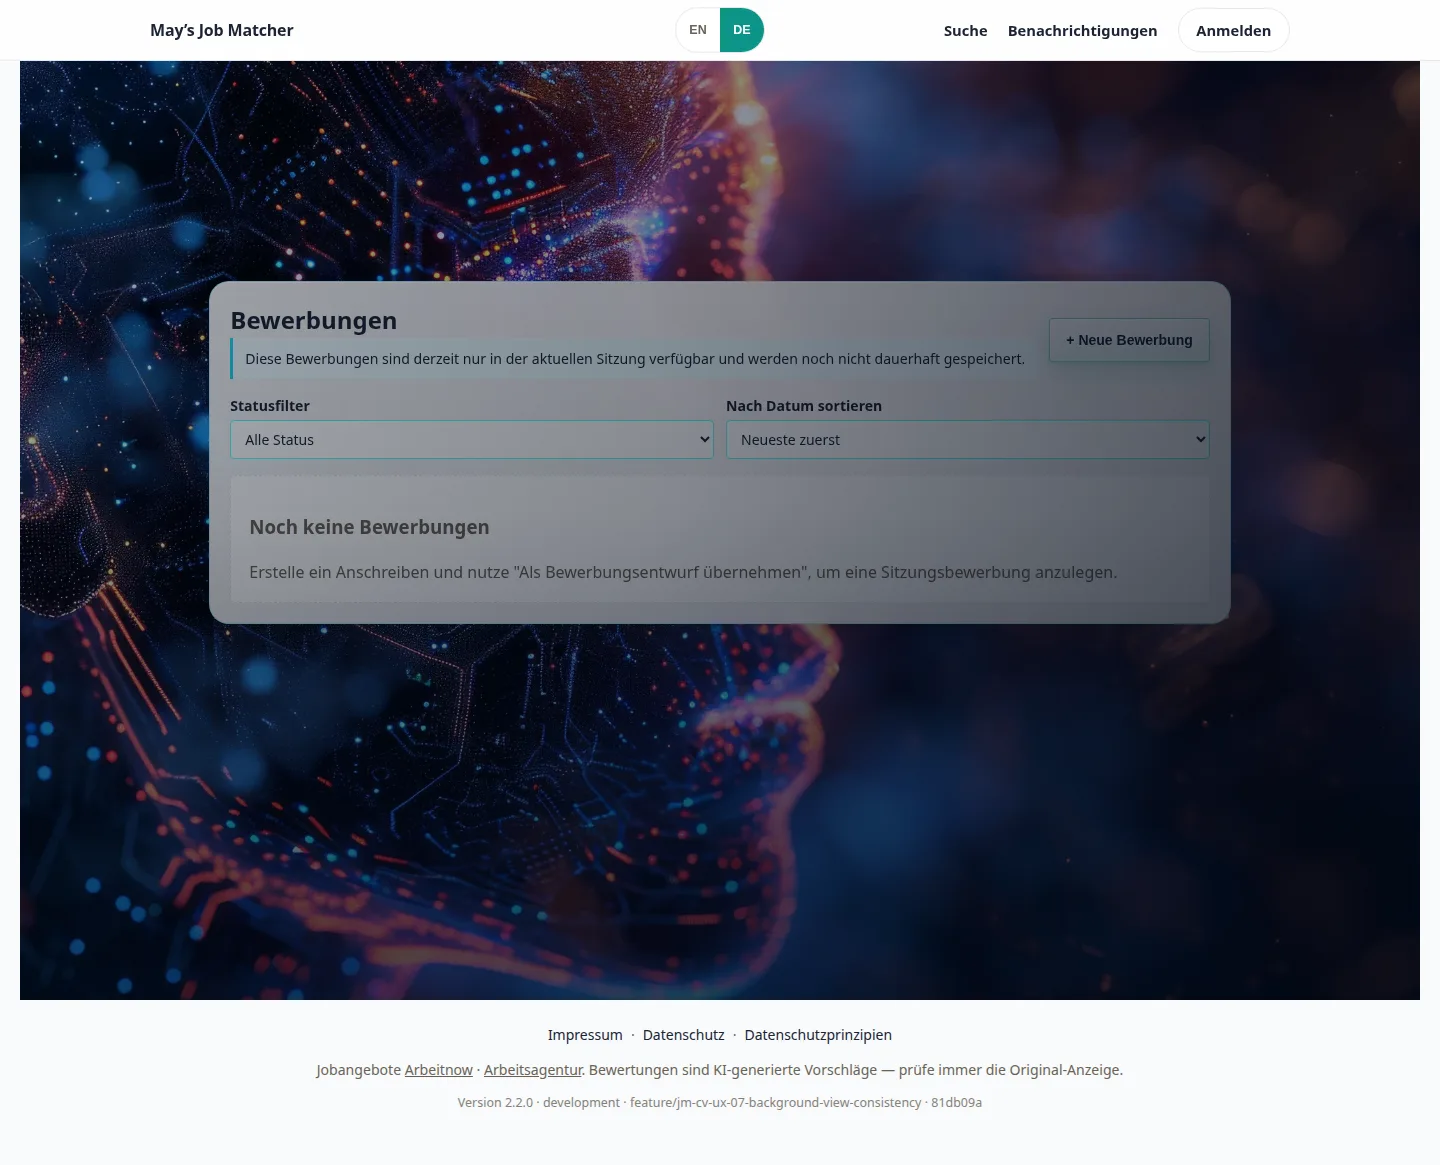 May’s Job Matcher
EN DE
Suche Benachrichtigungen Anmelden
Bewerbungen
Diese Bewerbungen sind derzeit nur in der aktuellen Sitzung verfügbar und werden noch nicht dauerhaft gespeichert.
+ Neue Bewerbung
Statusfilter
Alle Status
Nach Datum sortieren
Neueste zuerst
Noch keine Bewerbungen
Erstelle ein Anschreiben und nutze "Als Bewerbungsentwurf übernehmen", um eine Sitzungsbewerbung anzulegen.
Impressum · Datenschutz · Datenschutzprinzipien
Jobangebote Arbeitnow · Arbeitsagentur. Bewertungen sind KI-generierte Vorschläge — prüfe immer die Original-Anzeige.
Version 2.2.0 · development · feature/jm-cv-ux-07-background-view-consistency · 81db09a